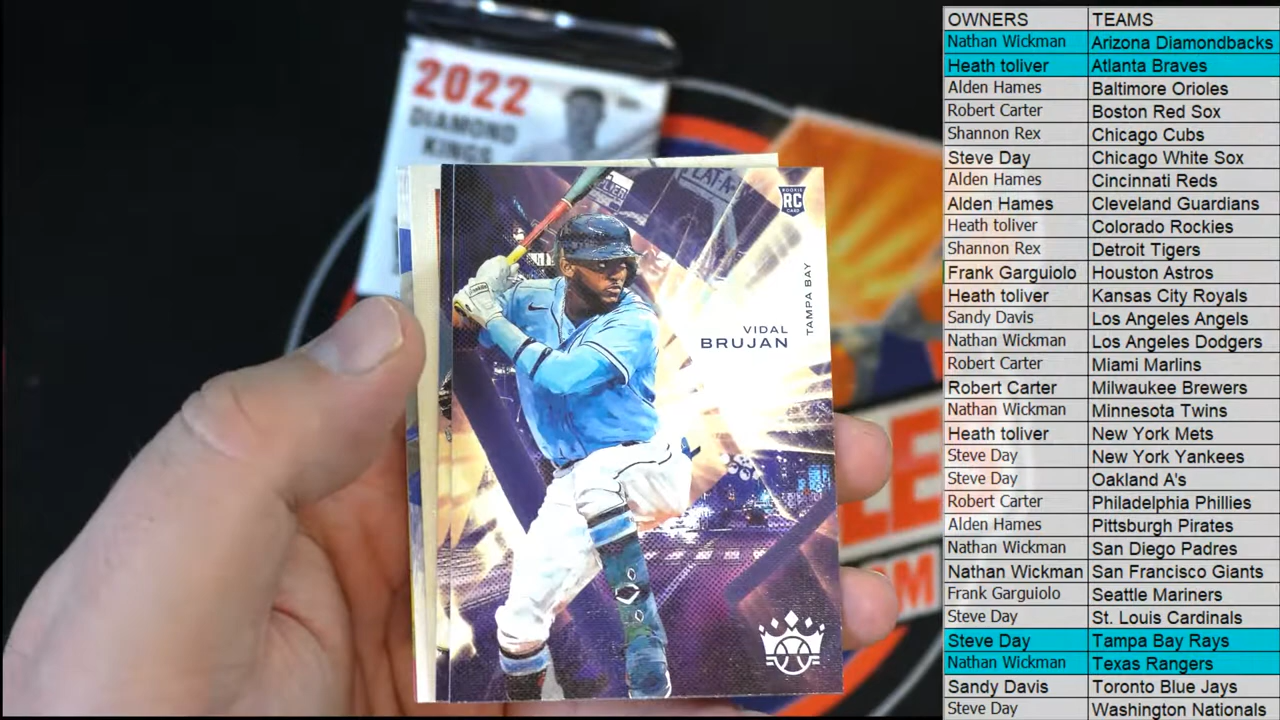 2022
DIAMOND
KINGS
ROOKIE
RC
CARD
TAMPA BAY
VIDAL
BRUJAN
OWNERS TEAMS
Nathan Wickman Arizona Diamondbacks
Heath toliver Atlanta Braves
Alden Hames Baltimore Orioles
Robert Carter Boston Red Sox
Shannon Rex Chicago Cubs
Steve Day Chicago White Sox
Alden Hames Cincinnati Reds
Alden Hames Cleveland Guardians
Heath toliver Colorado Rockies
Shannon Rex Detroit Tigers
Frank Garguiolo Houston Astros
Heath toliver Kansas City Royals
Sandy Davis Los Angeles Angels
Nathan Wickman Los Angeles Dodgers
Robert Carter Miami Marlins
Robert Carter Milwaukee Brewers
Nathan Wickman Minnesota Twins
Heath toliver New York Mets
Steve Day New York Yankees
Steve Day Oakland A's
Robert Carter Philadelphia Phillies
Alden Hames Pittsburgh Pirates
Nathan Wickman San Diego Padres
Nathan Wickman San Francisco Giants
Frank Garguiolo Seattle Mariners
Steve Day St. Louis Cardinals
Steve Day Tampa Bay Rays
Nathan Wickman Texas Rangers
Sandy Davis Toronto Blue Jays
Steve Day Washington Nationals